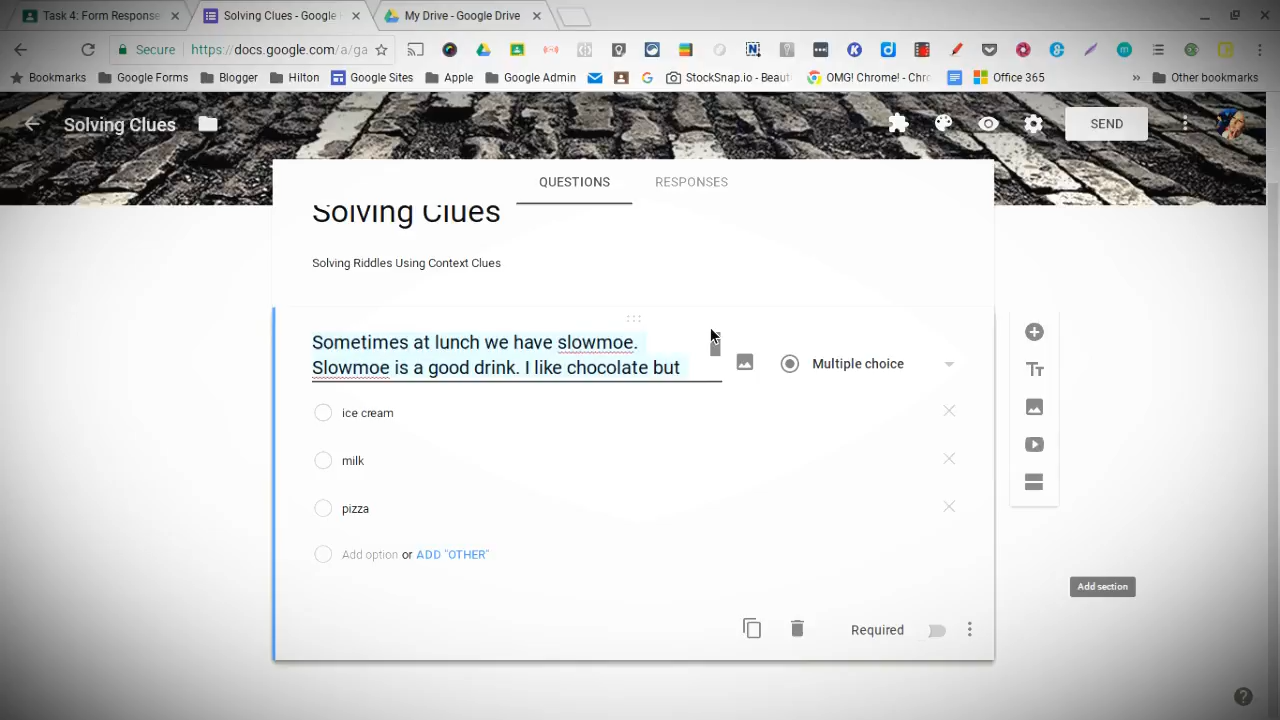 Task 4: Form Response
Solving Clues - Google
My Drive - Google Drive
Secure
https://docs.google.com/a/ga
Bookmarks
Google Forms
Blogger
Hilton
Google Sites
Apple
Google Admin
StockSnap.io - Beaut
OMG! Chrome! - Chr
Office 365
Other bookmarks
Solving Clues
SEND
QUESTIONS
RESPONSES
Solving Clues
Solving Riddles Using Context Clues
Sometimes at lunch we have slowmoe.
Slowmoe is a good drink. I like chocolate but
Multiple choice
ice cream
milk
pizza
Add option or ADD "OTHER"
Add section
Required